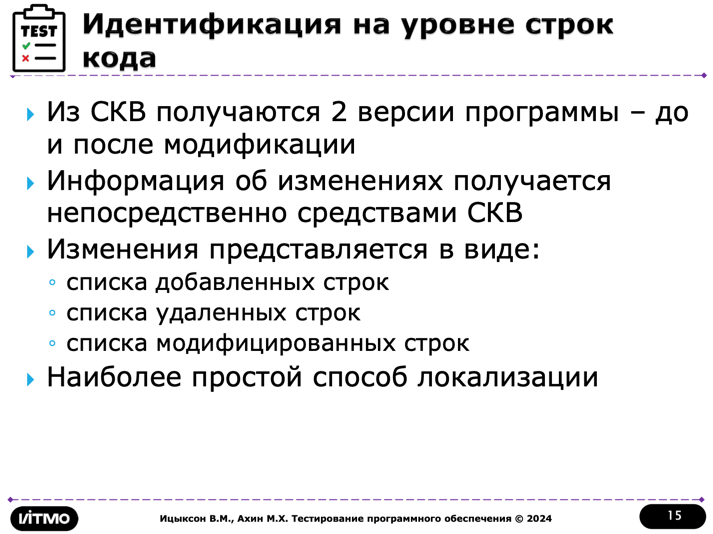 TEST
Идентификация на уровне строк
кода
Из СКВ получаются 2 версии программы – до
и после модификации
Информация об изменениях получается
непосредственно средствами СКВ
Изменения представляется в виде:
списка добавленных строк
списка удаленных строк
списка модифицированных строк
Наиболее простой способ локализации
ИТМО
Ицыксон В.М., Ахин М.Х. Тестирование программного обеспечения © 2024
15